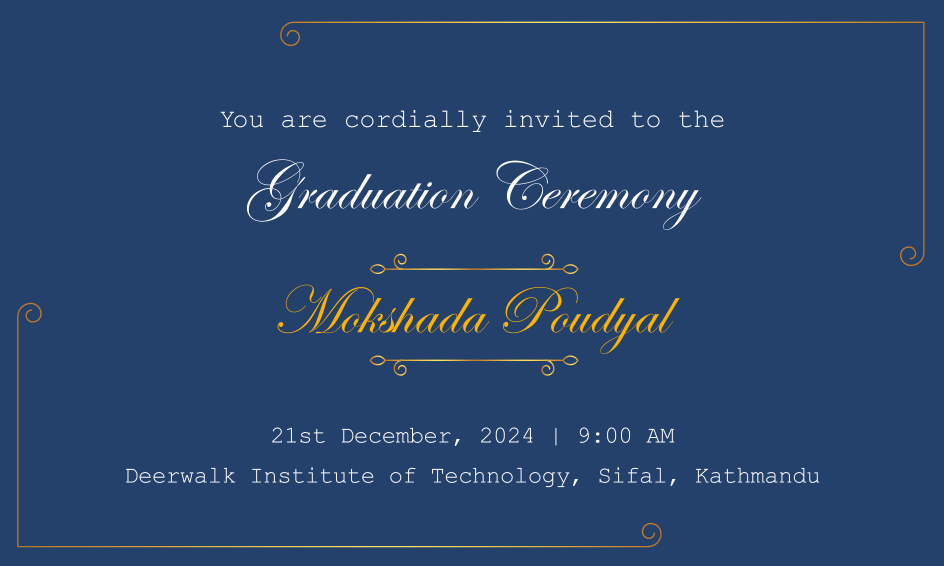 You are cordially invited to the
Graduation Ceremony
Mokshada Poudyal
21st December, 2024 | 9:00 AM
Deerwalk Institute of Technology, Sifal, Kathmandu